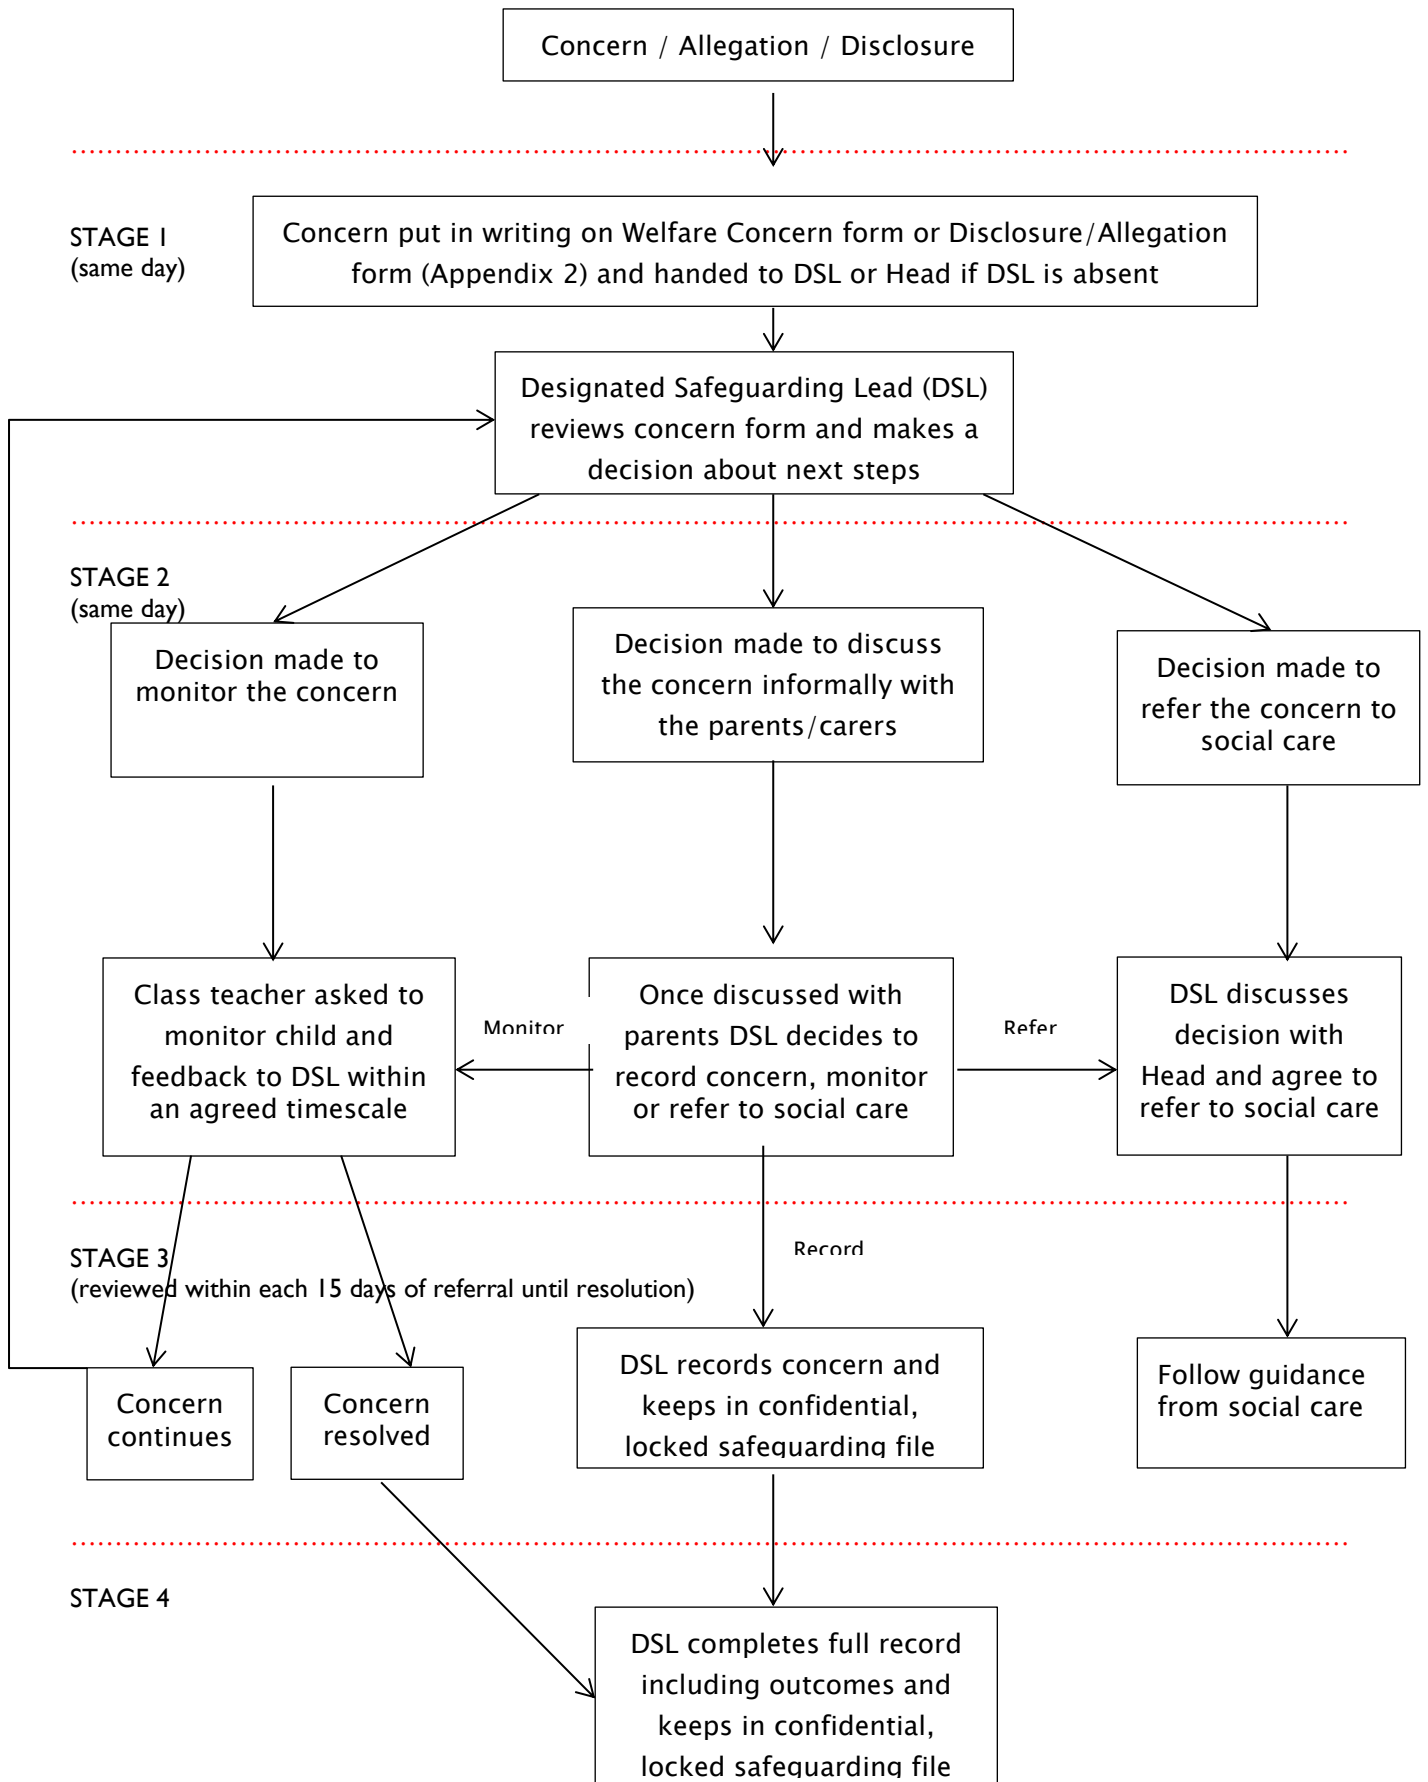 Concern / Allegation / Disclosure
STAGE 1
(same day)
Concern put in writing on Welfare Concern form or Disclosure/Allegation
form (Appendix 2) and handed to DSL or Head if DSL is absent
Designated Safeguarding Lead (DSL)
reviews concern form and makes a
decision about next steps
STAGE 2
(same day)
Decision made to
monitor the concern
Decision made to discuss
the concern informally with
the parents/carers
Decision made to
refer the concern to
social care
Class teacher asked to
monitor child and
feedback to DSL within
an agreed timescale
Monitor
Once discussed with
parents DSL decides to
record concern, monitor
or refer to social care
Refer
DSL discusses
decision with
Head and agree to
refer to social care
STAGE 3
(reviewed within each 15 days of referral until resolution)
Record
Concern
continues
Concern
resolved
DSL records concern and
keeps in confidential,
locked safeguarding file
Follow guidance
from social care
STAGE 4
DSL completes full record
including outcomes and
keeps in confidential,
locked safeguarding file